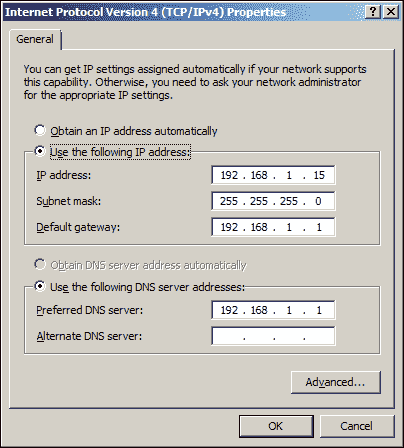 Internet Protocol Version 4 (TCP/IPv4) Properties
General
You can get IP settings assigned automatically if your network supports
this capability. Otherwise, you need to ask your network administrator
for the appropriate IP settings.
Obtain an IP address automatically
Use the following IP address:
IP address: 192 . 168 . 1 . 15
Subnet mask: 255 . 255 . 255 . 0
Default gateway: 192 . 168 . 1 . 1
Obtain DNS server address automatically
Use the following DNS server addresses:
Preferred DNS server: 192 . 168 . 1 . 1
Alternate DNS server: . . .
Advanced...
OK Cancel